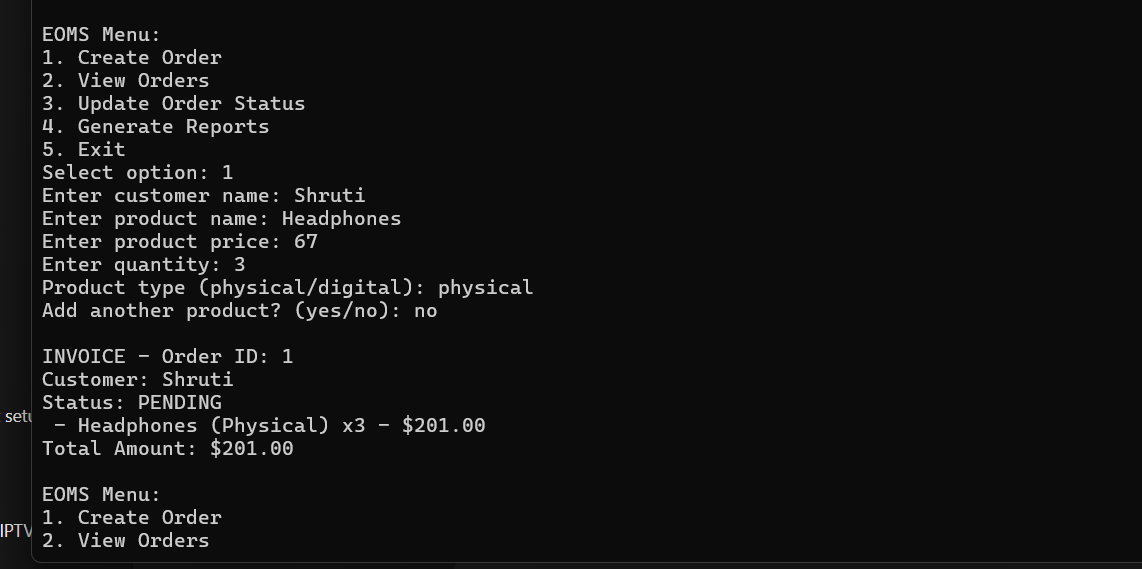 EOMS Menu:
1. Create Order
2. View Orders
3. Update Order Status
4. Generate Reports
5. Exit
Select option: 1
Enter customer name: Shruti
Enter product name: Headphones
Enter product price: 67
Enter quantity: 3
Product type (physical/digital): physical
Add another product? (yes/no): no
INVOICE - Order ID: 1
Customer: Shruti
Status: PENDING
setu
- Headphones (Physical) x3 - $201.00
Total Amount: $201.00
EOMS Menu:
1. Create Order
IPTV
2. View Orders